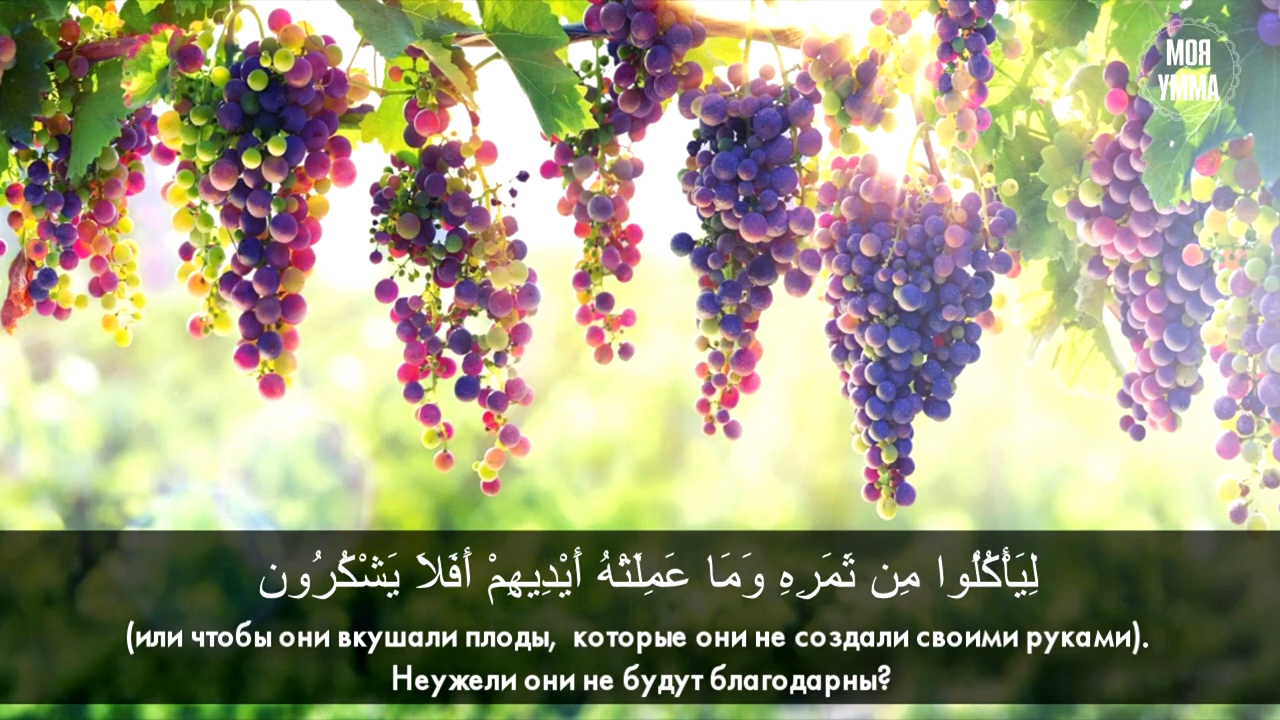 МОЯ
УММА
لِيَأْكُلُوا مِن ثَمَرِهِ وَمَا عَمِلَتْهُ أَيْدِيهِمْ أَفَلَا يَشْكُرُون
(или чтобы они вкушали плоды, которые они не создали своими руками).
Неужели они не будут благодарны?